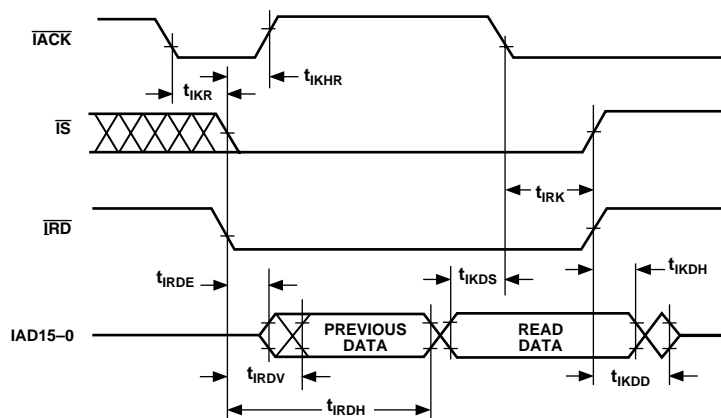 IACK
tIKR
tIKHR
IS
tIRK
IRD
tIRDE
tIKDS
tIKDH
IAD15–0
PREVIOUS
DATA
READ
DATA
tIRDV
tIKDD
tIRDH